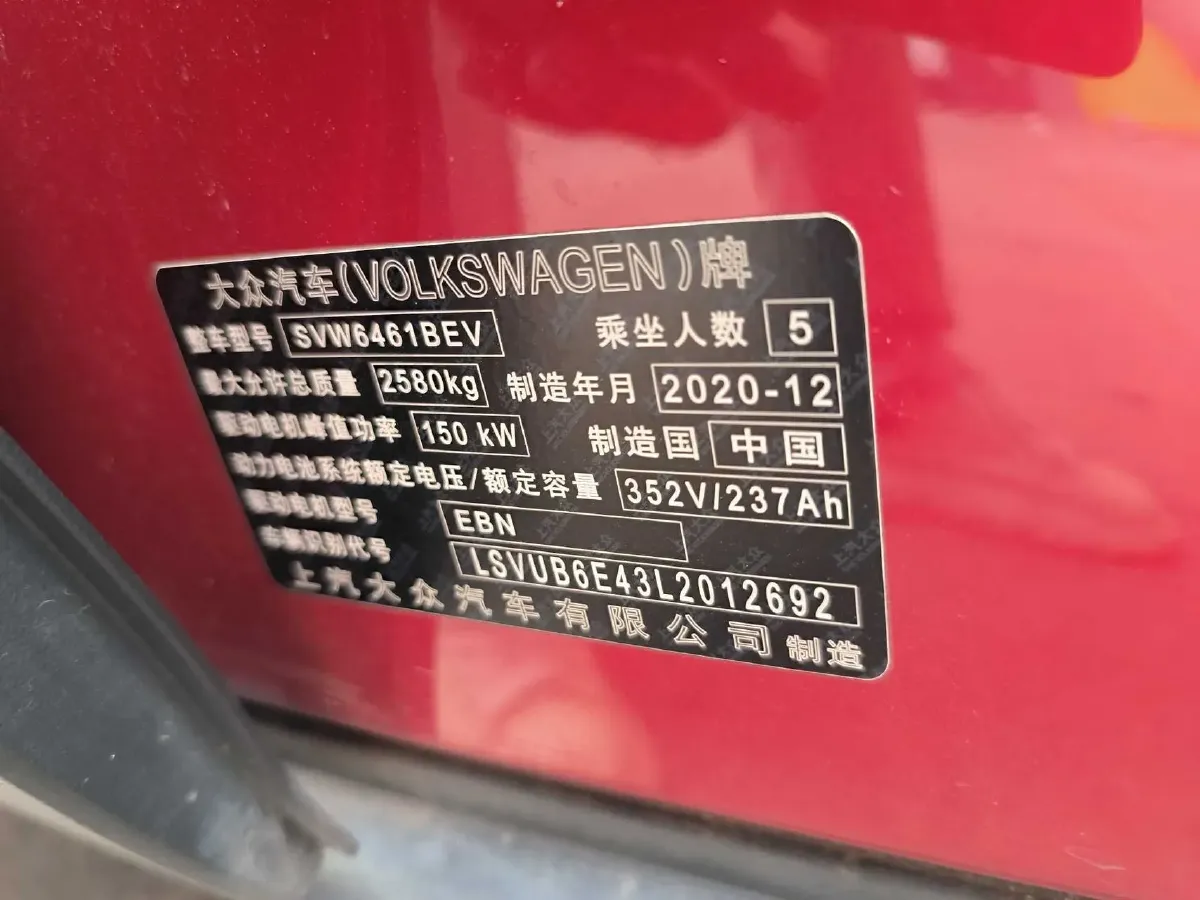 大众汽车(VOLKSWAGEN)牌
整车型号 SVW6461BEV 乘坐人数 5
最大允许总质量 2580kg 制造年月 2020-12
驱动电机峰值功率 150 kW 制造国 中国
动力电池系统额定电压/额定容量 352V/237Ah
驱动电机型号 EBN
车辆识别代号 LSVUB6E43L2012692
上汽大众汽车有限公司 制造